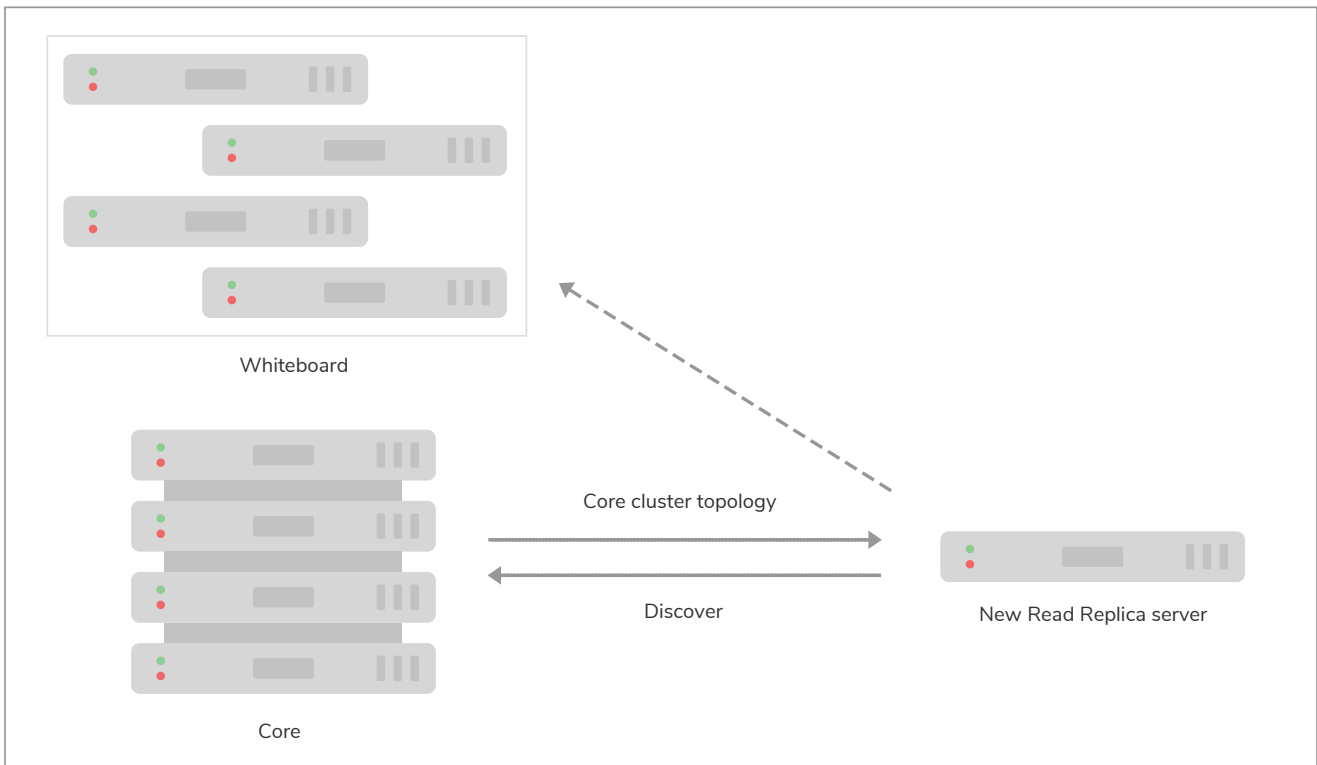 Whiteboard
Core cluster topology
Discover
New Read Replica server
Core